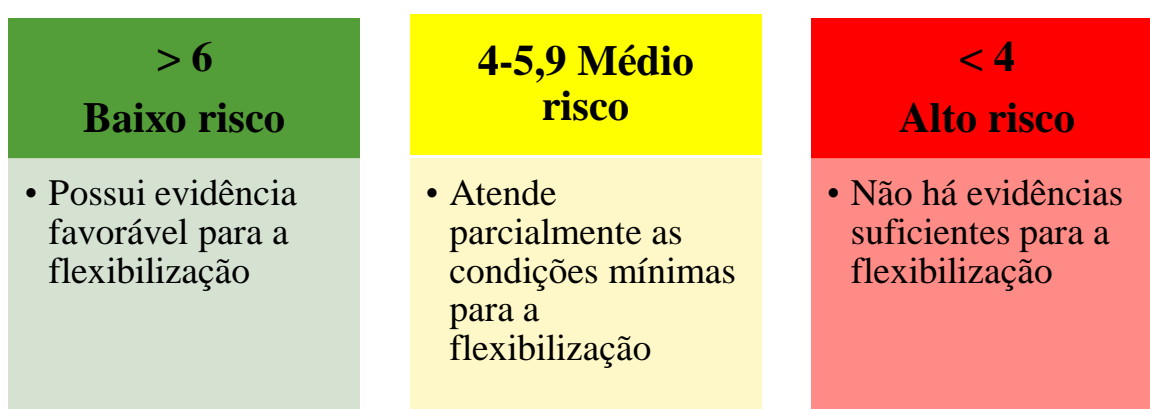 > 6
Baixo risco
• Possui evidência
favorável para a
flexibilização
4-5,9 Médio
risco
• Atende
parcialmente as
condições mínimas
para a
flexibilização
< 4
Alto risco
• Não há evidências
suficientes para a
flexibilização